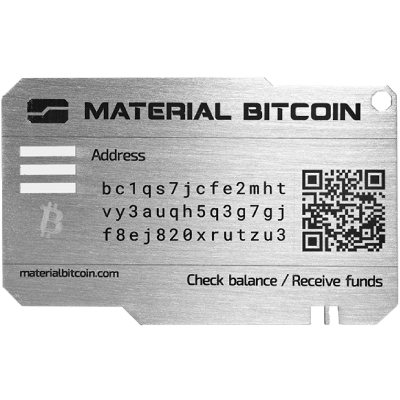 MATERIAL BITCOIN
Address
bc1qs7jcfe2mht
vy3auqh5q3g7gj
f8ej820xrutzu3
materialbitcoin.com
Check balance / Receive funds